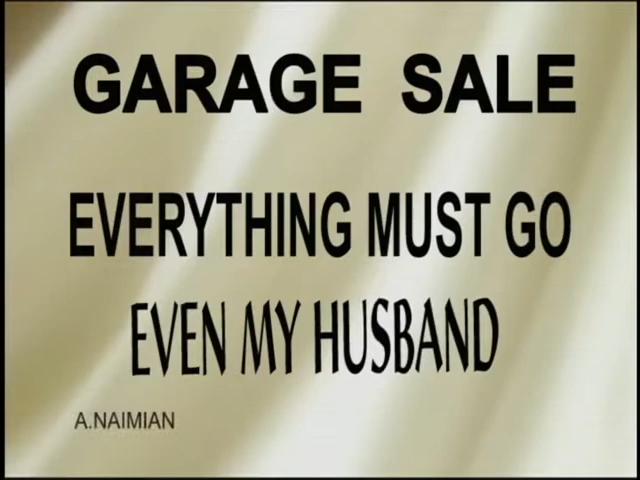 GARAGE SALE
EVERYTHING MUST GO
EVEN MY HUSBAND
A.NAIMIAN